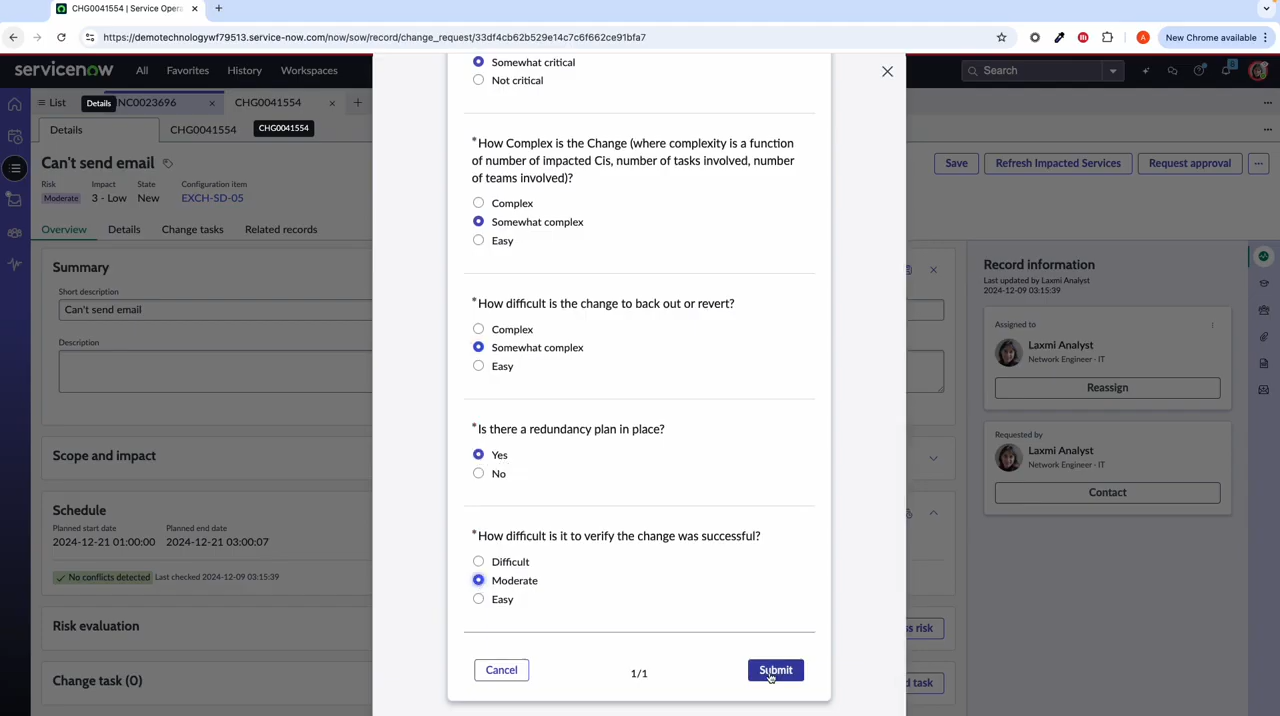 CHG0041554 | Service Opera
https://demotechnologywf79513.service-now.com/now/sow/record/change_request/33df4cb62b529e14c7c6f662ce91bfa7
New Chrome available
servicenow
All
Favorites
History
Workspaces
Search
List
Details
NC0023696
CHG0041554
Details
CHG0041554
CHG0041554
Can't send email
Risk
Impact
State
Configuration item
Moderate
3 - Low
New
EXCH-SD-05
Save
Refresh Impacted Services
Request approval
Overview
Details
Change tasks
Related records
Summary
Short description
Can't send email
Description
Scope and impact
Schedule
Planned start date
Planned end date
2024-12-21 01:00:00
2024-12-21 03:00:07
No conflicts detected
Last checked 2024-12-09 03:15:39
Risk evaluation
Change task (0)
Somewhat critical
Not critical
*How Complex is the Change (where complexity is a function
of number of impacted Cis, number of tasks involved, number
of teams involved)?
Complex
Somewhat complex
Easy
*How difficult is the change to back out or revert?
Complex
Somewhat complex
Easy
*Is there a redundancy plan in place?
Yes
No
*How difficult is it to verify the change was successful?
Difficult
Moderate
Easy
Cancel
1/1
Submit
ss risk
d task
Record information
Last updated by Laxmi Analyst
2024-12-09 03:15:39
Assigned to
Laxmi Analyst
Network Engineer - IT
Reassign
Requested by
Laxmi Analyst
Network Engineer - IT
Contact